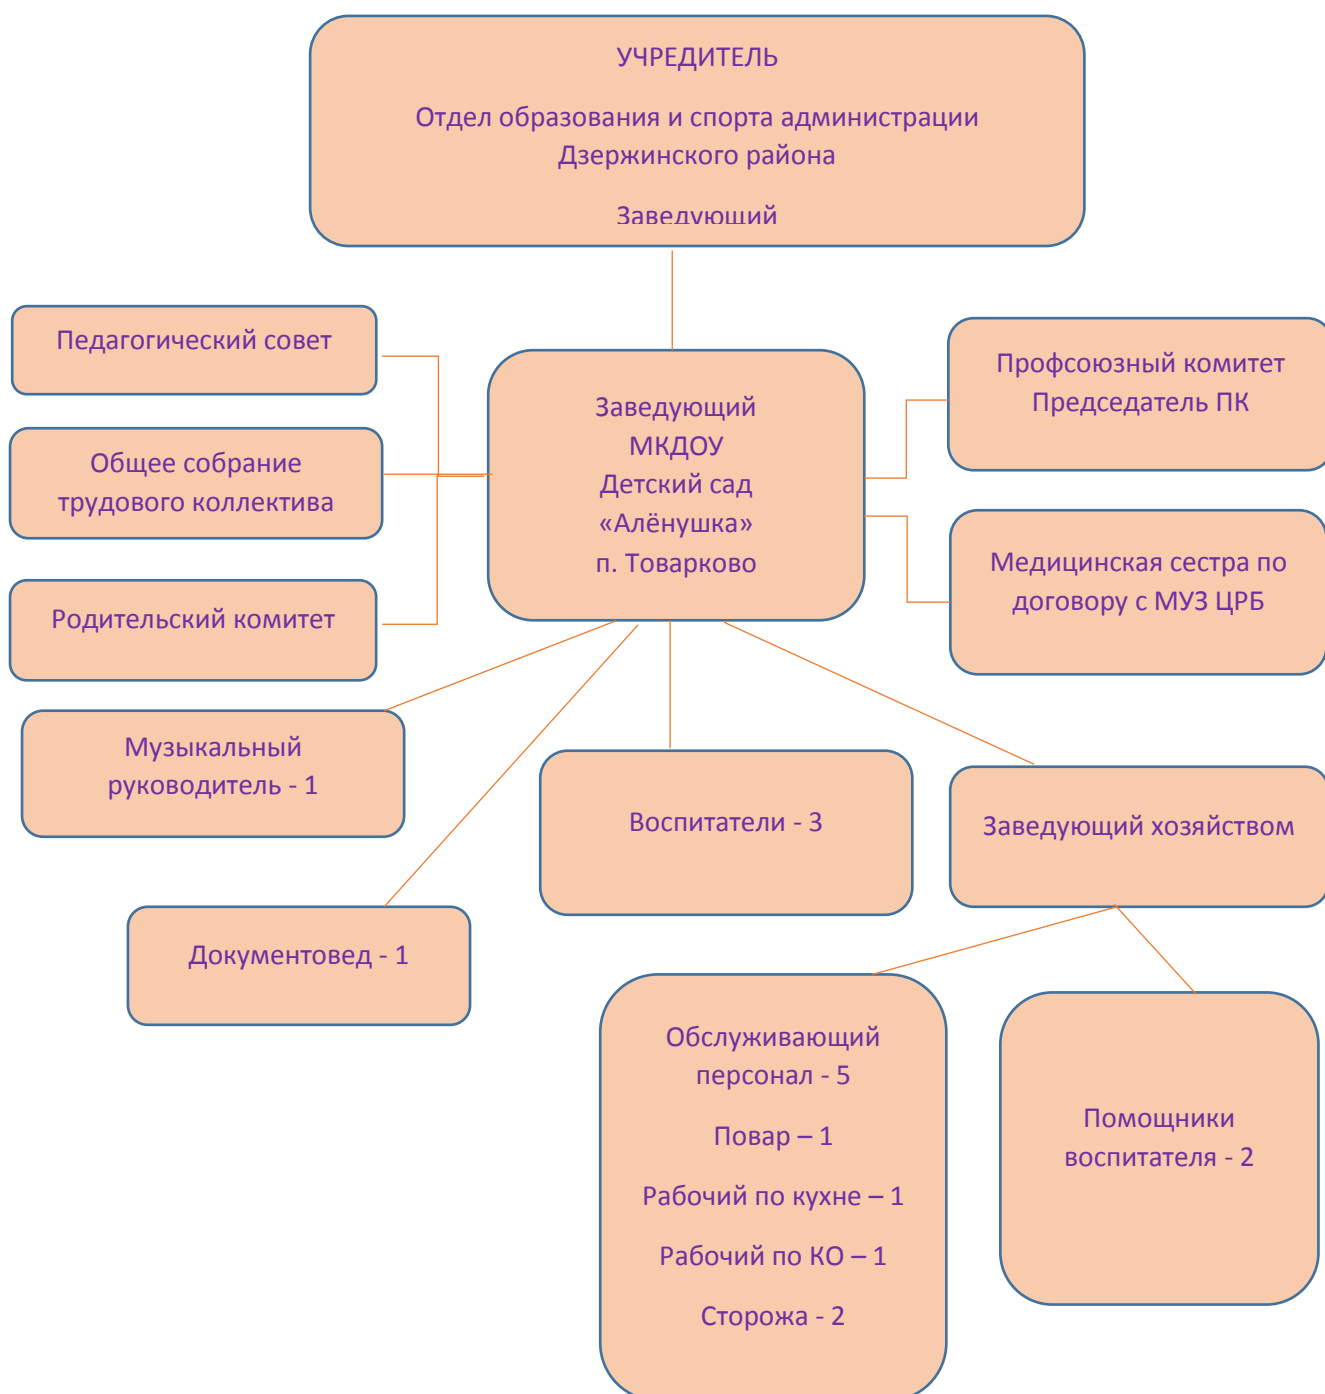 УЧРЕДИТЕЛЬ
Отдел образования и спорта администрации
Дзержинского района
Заведующий
Педагогический совет
Общее собрание
трудового коллектива
Родительский комитет
Заведующий
МКДОУ
Детский сад
«Алёнушка»
п. Товарково
Профсоюзный комитет
Председатель ПК
Медицинская сестра по
договору с МУЗ ЦРБ
Музыкальный
руководитель - 1
Воспитатели - 3
Заведующий хозяйством
Документовед - 1
Обслуживающий
персонал - 5
Повар – 1
Рабочий по кухне – 1
Рабочий по КО – 1
Сторожа - 2
Помощники
воспитателя - 2